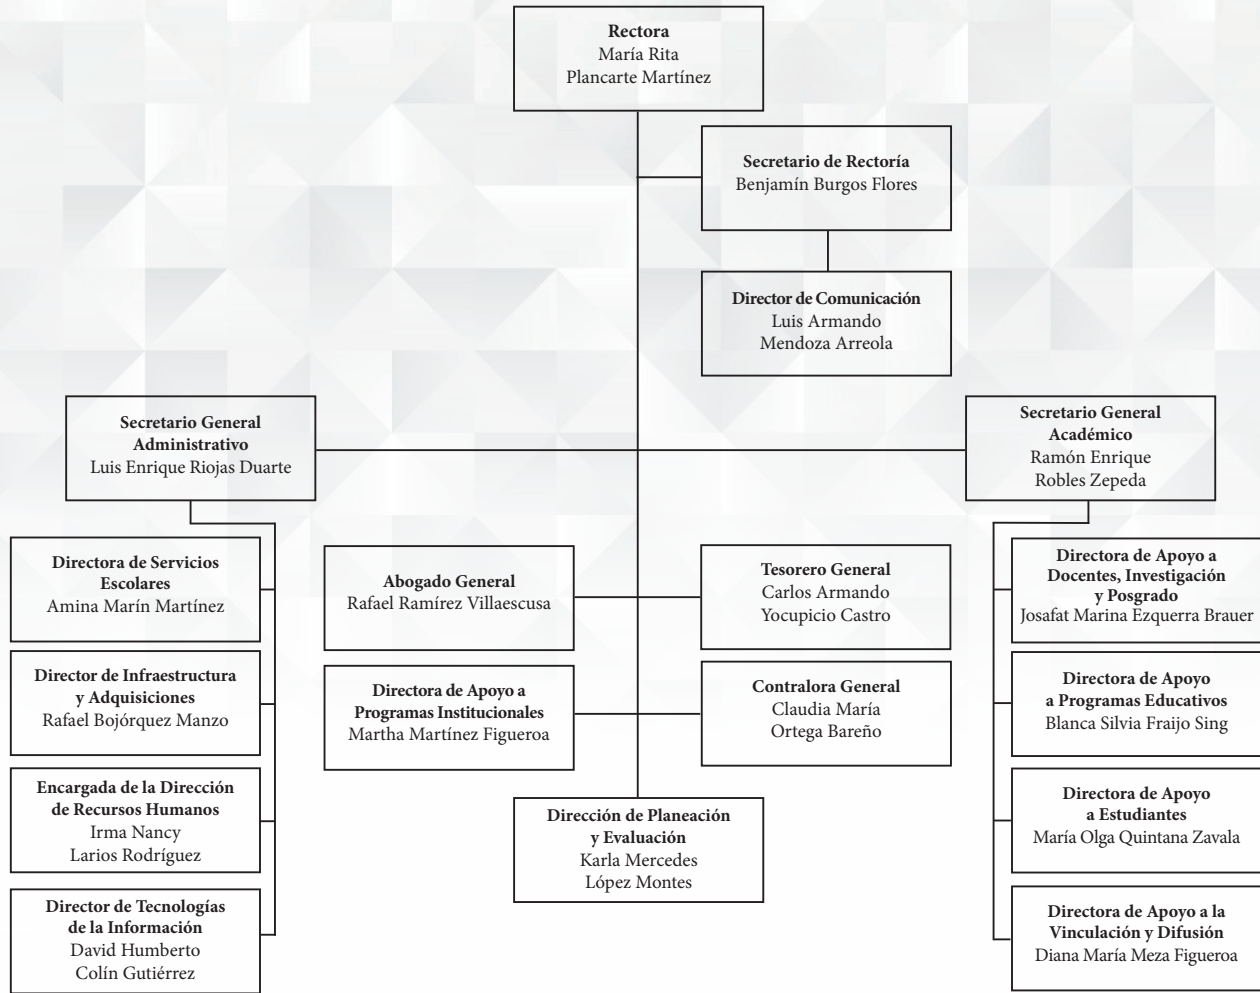 Rectora
María Rita
Plancarte Martínez
Secretario de Rectoría
Benjamín Burgos Flores
Director de Comunicación
Luis Armando
Mendoza Arreola
Secretario General
Administrativo
Luis Enrique Riojas Duarte
Secretario General
Académico
Ramón Enrique
Robles Zepeda
Directora de Servicios
Escolares
Amina Marín Martínez
Director de Infraestructura
y Adquisiciones
Rafael Bojórquez Manzo
Encargada de la Dirección
de Recursos Humanos
Irma Nancy
Larios Rodríguez
Director de Tecnologías
de la Información
David Humberto
Colín Gutiérrez
Abogado General
Rafael Ramírez Villaescusa
Directora de Apoyo a
Programas Institucionales
Martha Martínez Figueroa
Tesorero General
Carlos Armando
Yocupicio Castro
Contralora General
Claudia María
Ortega Bareño
Dirección de Planeación
y Evaluación
Karla Mercedes
López Montes
Directora de Apoyo a
Docentes, Investigación
y Posgrado
Josafat Marina Ezquerra Brauer
Directora de Apoyo
a Programas Educativos
Blanca Silvia Fraijo Sing
Directora de Apoyo
a Estudiantes
María Olga Quintana Zavala
Directora de Apoyo a la
Vinculación y Difusión
Diana María Meza Figueroa